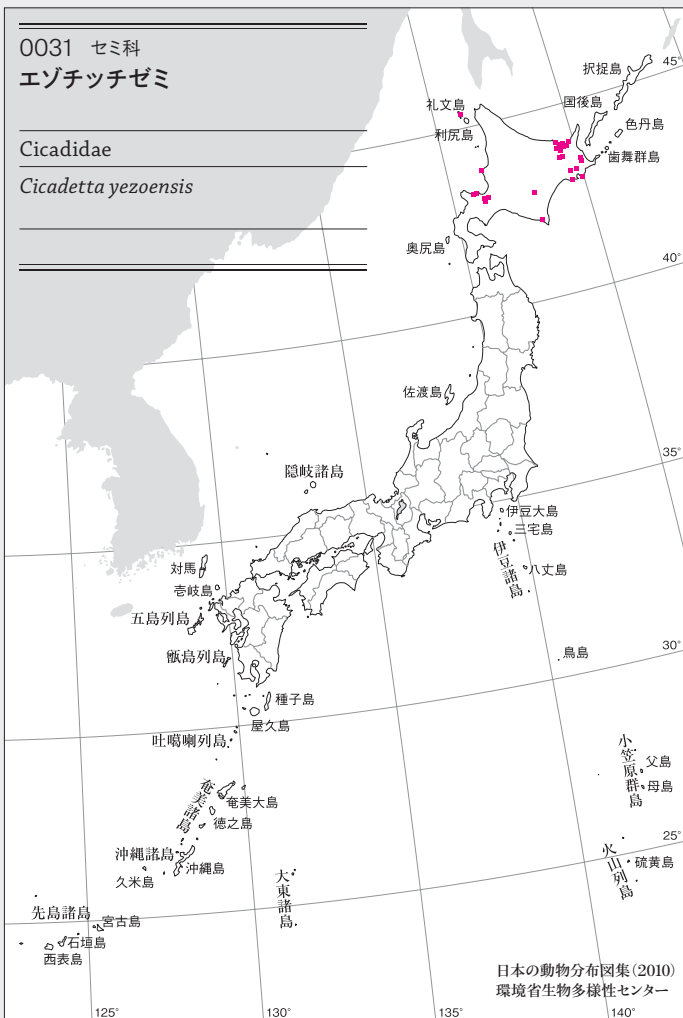 0031 セミ科
エゾチッチゼミ
Cicadidae
Cicadetta yezoensis
択捉島
45°
国後島
礼文島
色丹島
利尻島
歯舞群島
奥尻島
40°
佐渡島
35°
隠岐諸島
伊豆大島
三宅島
伊豆諸島
八丈島
対馬
壱岐島
五島列島
甑島列島
鳥島
30°
種子島
屋久島
吐噶喇列島
小笠原群島
父島
母島
奄美諸島
奄美大島
徳之島
25°
沖縄諸島
沖縄島
久米島
大東諸島
火山列島
硫黄島
先島諸島
宮古島
石垣島
西表島
日本の動物分布図集(2010)
環境省生物多様性センター
125°
130°
135°
140°